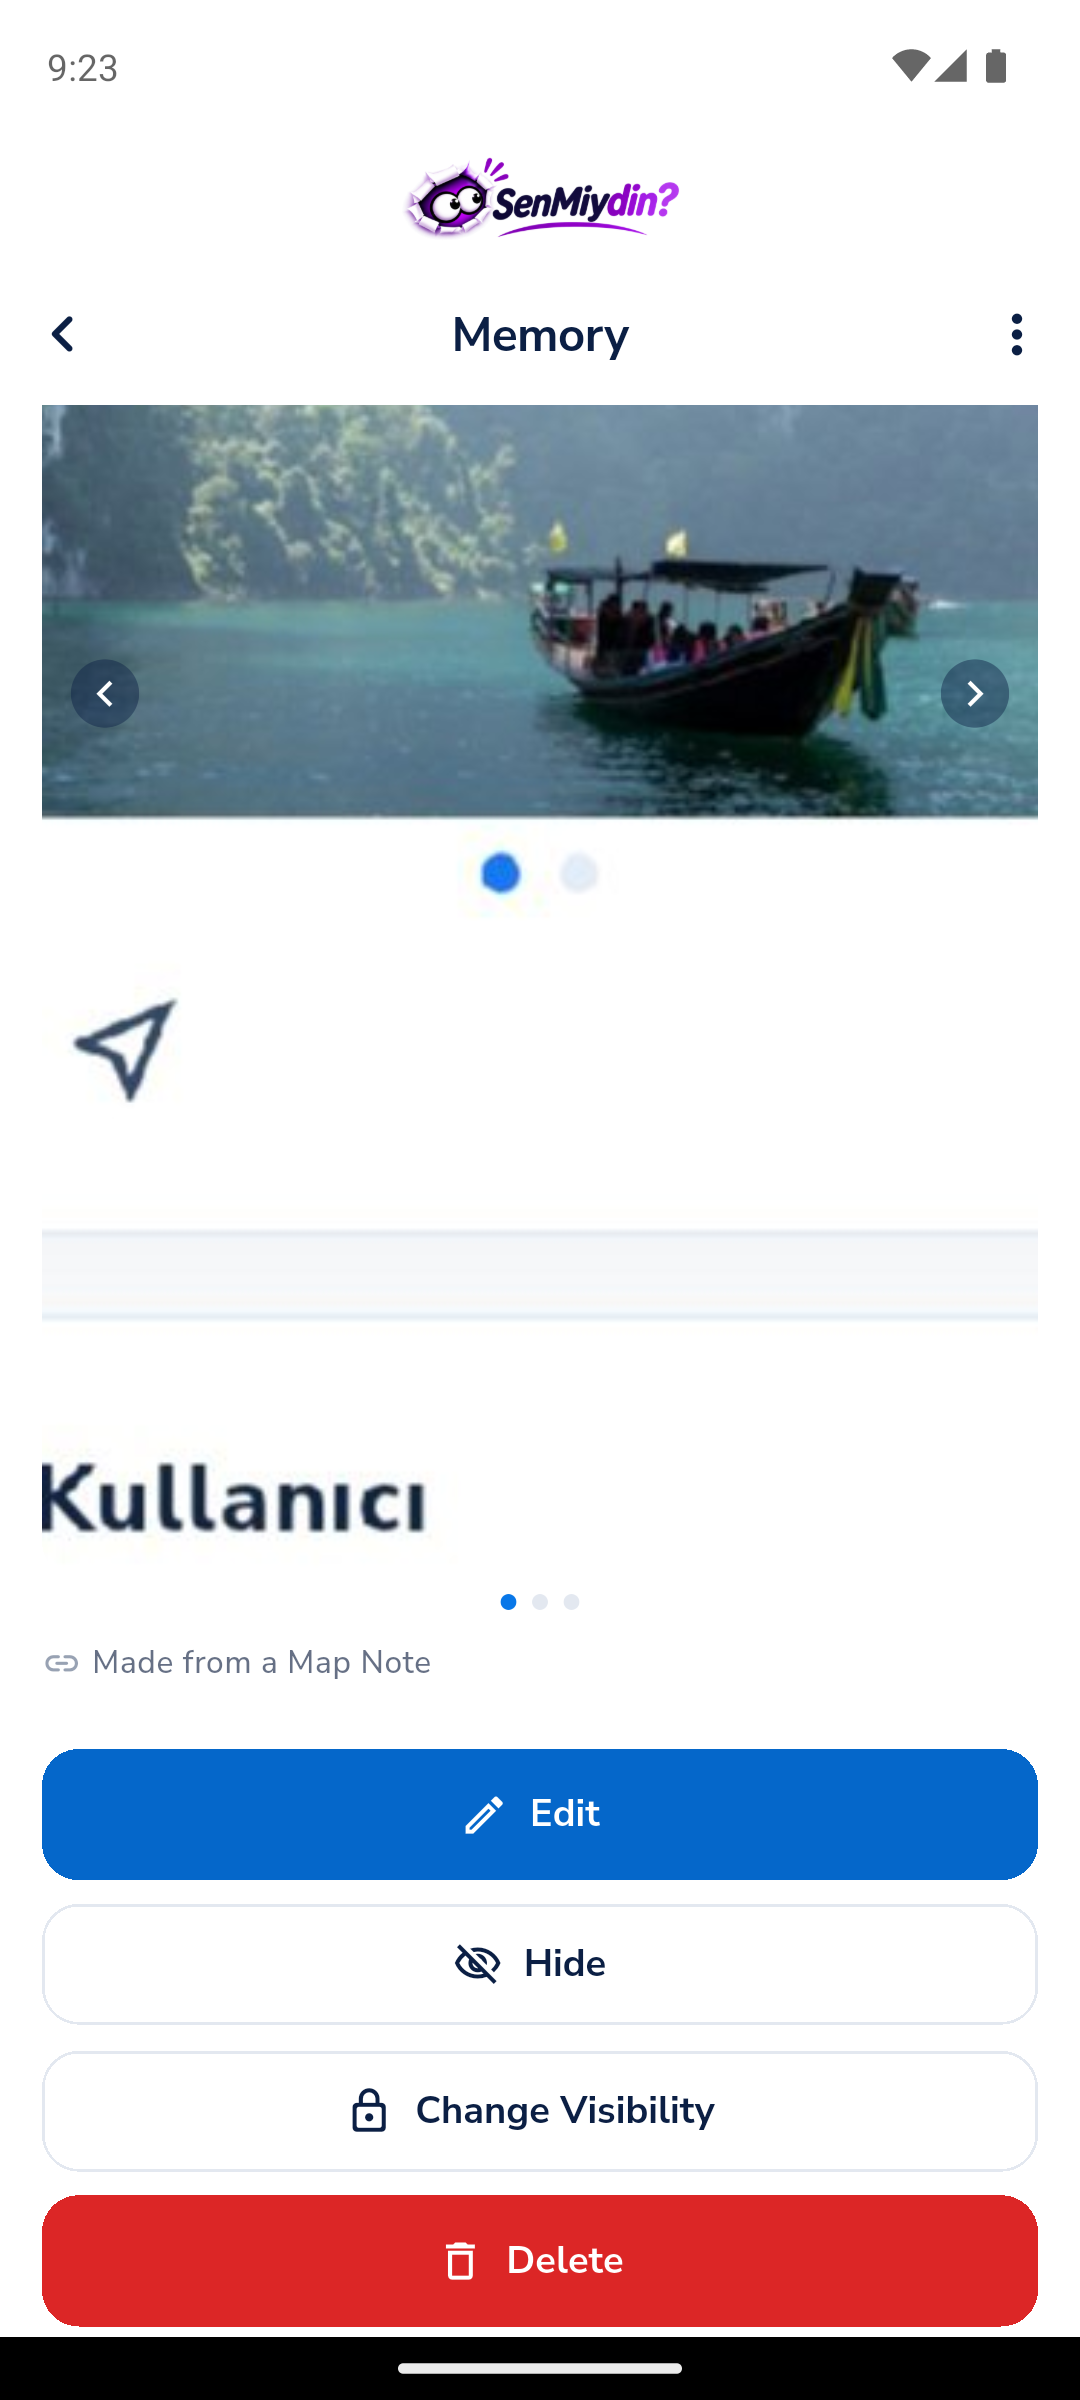 9:23
SenMiydin?
Memory
Kullanıcı
Made from a Map Note
Edit
Hide
Change Visibility
Delete